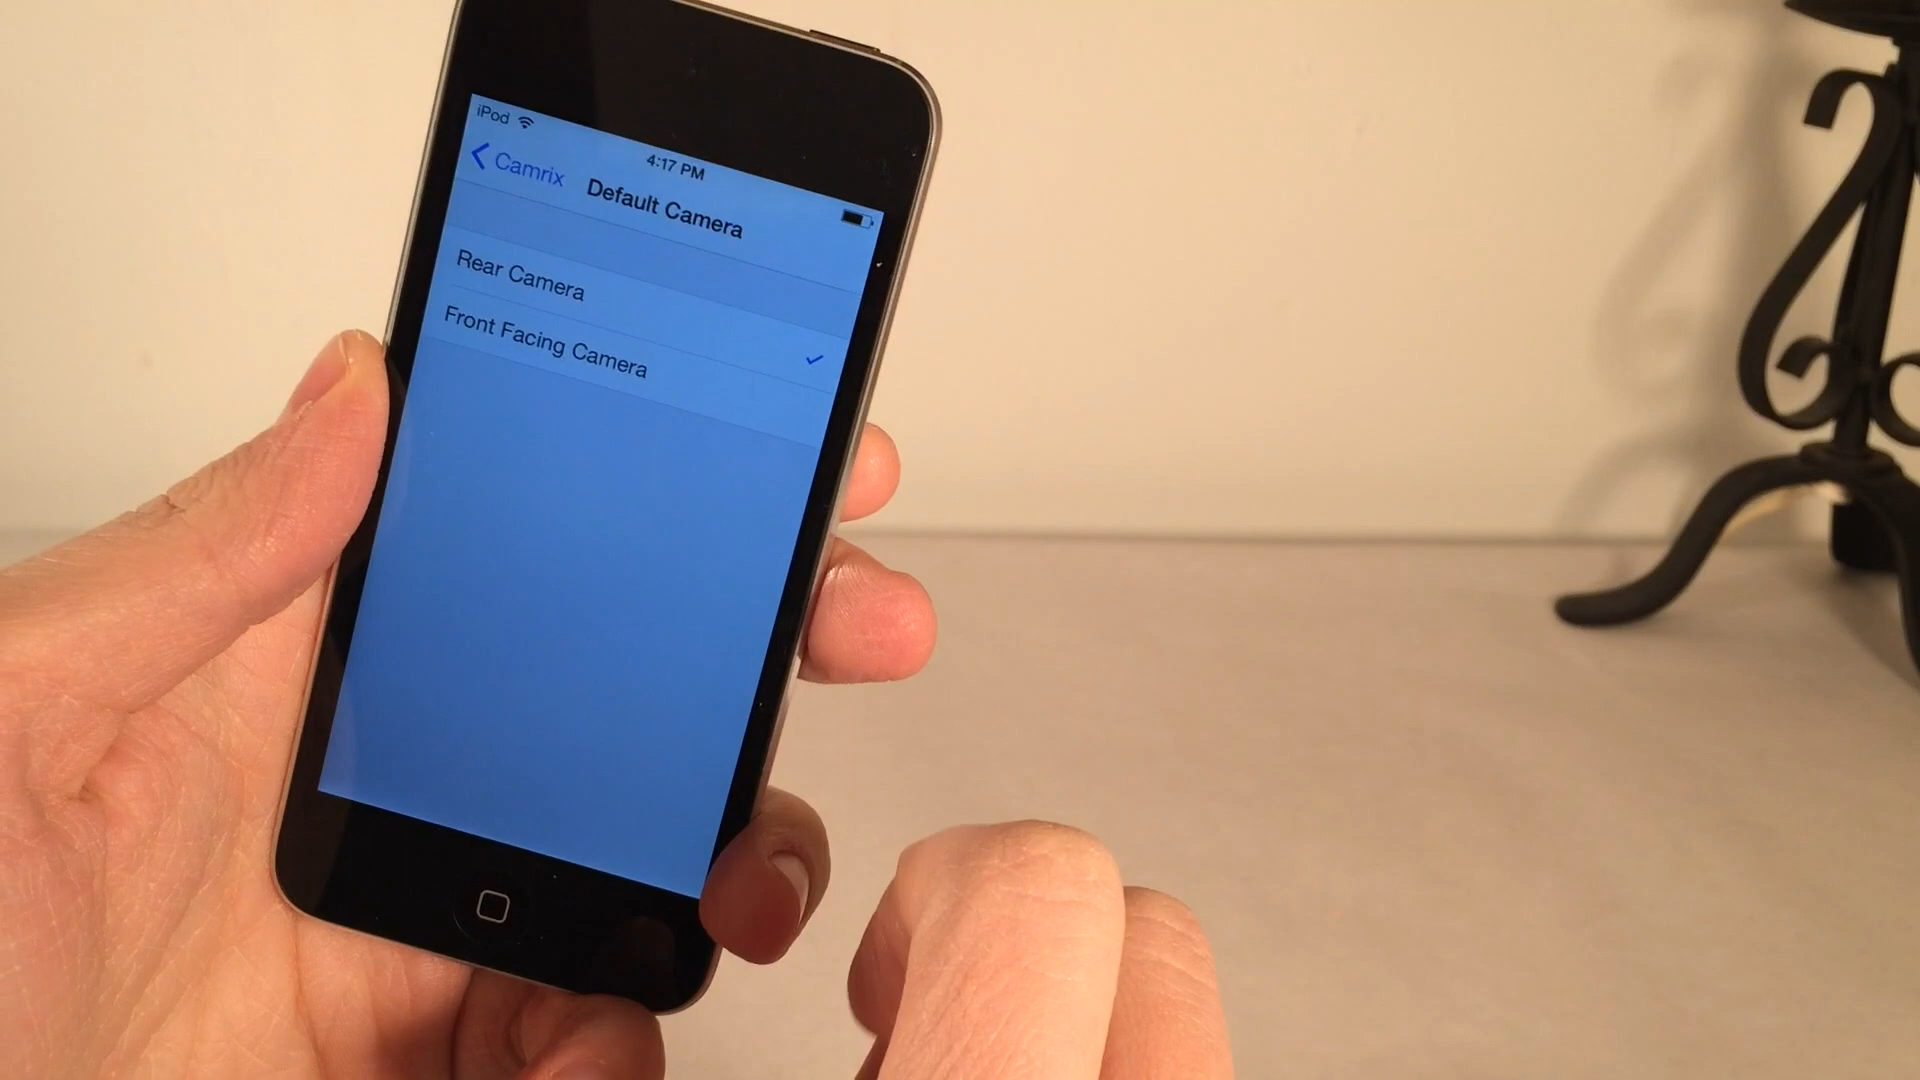 iPod
4:17 PM
Camrix
Default Camera
Rear Camera
Front Facing Camera